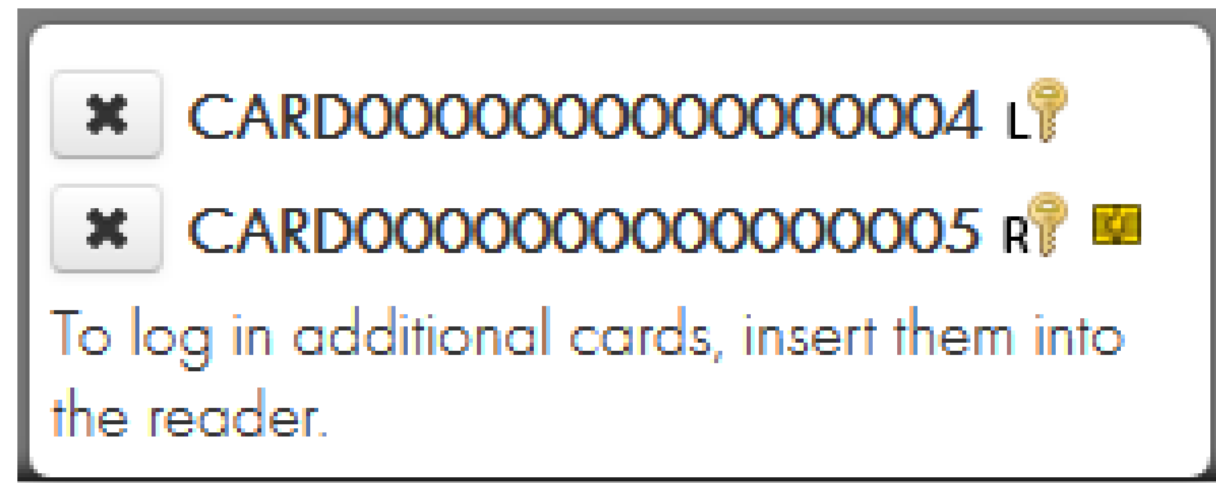 CARD0000000000000004 L
CARD0000000000000005 R
To log in additional cards, insert them into
the reader.